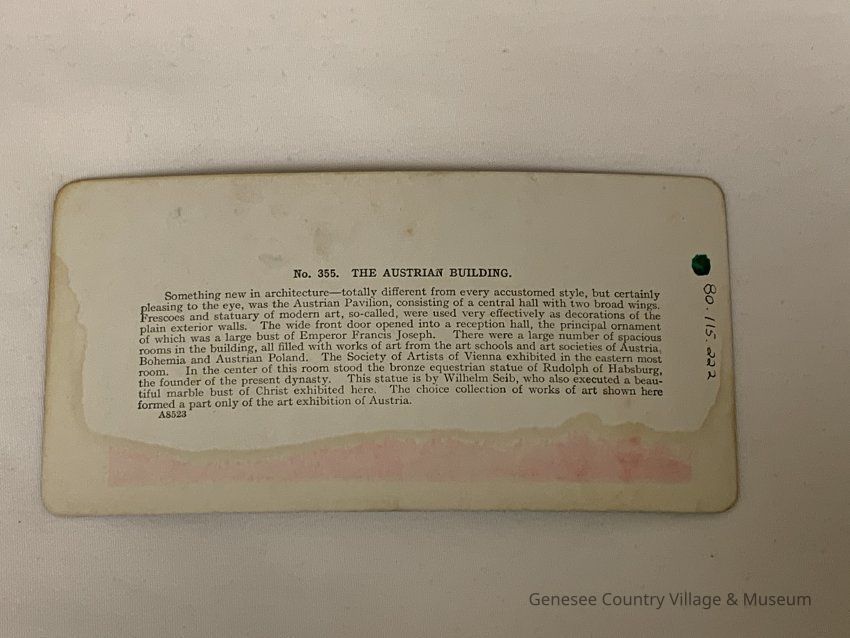 No. 355. THE AUSTRIAN BUILDING.
Something new in architecture—totally different from every accustomed style, but certainly
pleasing to the eye, was the Austrian Pavilion, consisting of a central hall with two broad wings.
Frescoes and statuary of modern art, so-called, were used very effectively as decorations of the
plain exterior walls. The wide front door opened into a reception hall, the principal ornament
of which was a large bust of Emperor Francis Joseph. There were a large number of spacious
rooms in the building, all filled with works of art from the art schools and art societies of Austria,
Bohemia and Austrian Poland. The Society of Artists of Vienna exhibited in the eastern most
room. In the center of this room stood the bronze equestrian statue of Rudolph of Habsburg,
the founder of the present dynasty. This statue is by Wilhelm Seib, who also executed a beau-
tiful marble bust of Christ exhibited here. The choice collection of works of art shown here
formed a part only of the art exhibition of Austria.
A8523
80.115.222
Genesee Country Village & Museum